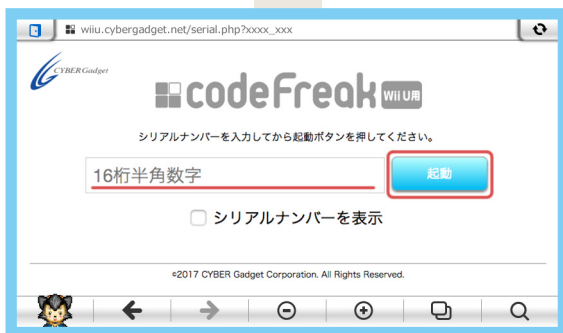 wiiu.cybergadget.net/serial.php?xxxx_xxx
CYBER Gadget
codeFreak Wii U用
シリアルナンバーを入力してから起動ボタンを押してください。
16桁半角数字
起動
シリアルナンバーを表示
©2017 CYBER Gadget Corporation. All Rights Reserved.